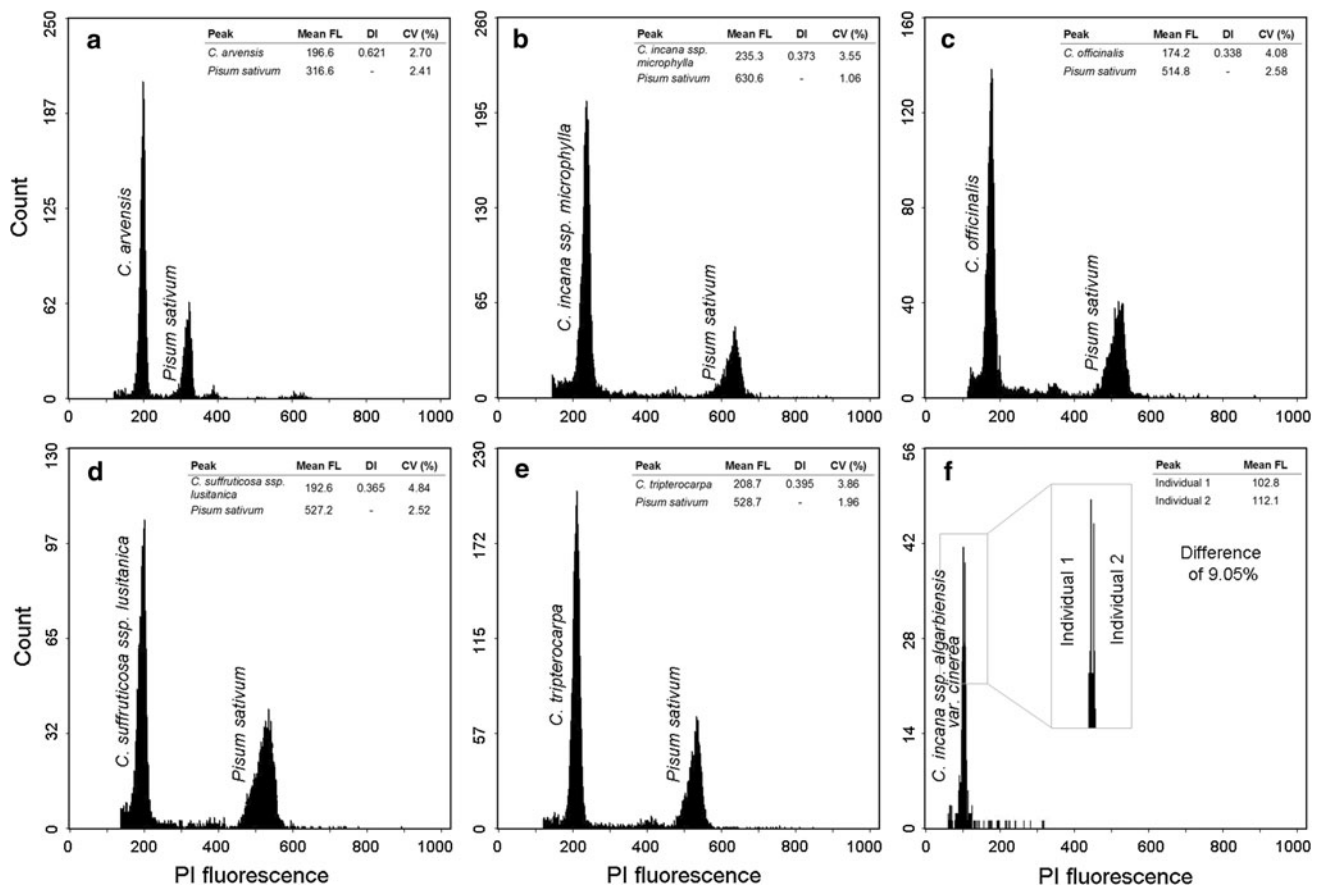 250
187
125
62
0
Count
a
Peak Mean FL DI CV (%)
C. arvensis 196.6 0.621 2.70
Pisum sativum 316.6 - 2.41
C. arvensis
Pisum sativum
0 200 400 600 800 1000
260
195
130
65
0
b
Peak Mean FL DI CV (%)
C. incana ssp.
microphylla 235.3 0.373 3.55
Pisum sativum 630.6 - 1.06
C. incana ssp. microphylla
Pisum sativum
0 200 400 600 800 1000
160
120
80
40
0
c
Peak Mean FL DI CV (%)
C. officinalis 174.2 0.338 4.08
Pisum sativum 514.8 - 2.58
C. officinalis
Pisum sativum
0 200 400 600 800 1000
130
97
65
32
0
Count
d
Peak Mean FL DI CV (%)
C. suffruticosa ssp.
lusitanica 192.6 0.365 4.84
Pisum sativum 527.2 - 2.52
C. suffruticosa ssp. lusitanica
Pisum sativum
0 200 400 600 800 1000
PI fluorescence
230
172
115
57
0
e
Peak Mean FL DI CV (%)
C. tripterocarpa 208.7 0.395 3.86
Pisum sativum 528.7 - 1.96
C. tripterocarpa
Pisum sativum
0 200 400 600 800 1000
PI fluorescence
56
42
28
14
0
f
Peak Mean FL
Individual 1 102.8
Individual 2 112.1
Difference
of 9.05%
Individual 1
Individual 2
C. incana ssp. algarbiensis
var. cinerea
0 200 400 600 800 1000
PI fluorescence